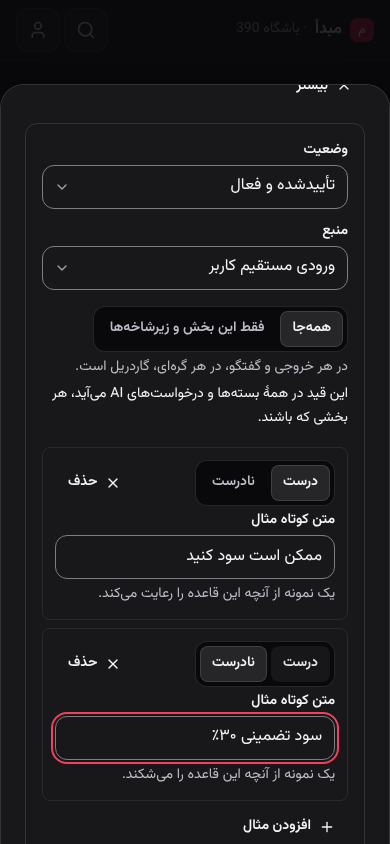 م مبدأ · باشگاه 390
بیشتر
وضعیت
تأییدشده و فعال
منبع
ورودی مستقیم کاربر
همه‌جا فقط این بخش و زیرشاخه‌ها
در هر خروجی و گفتگو، در هر گره‌ای، گاردریل است.
این قید در همهٔ بسته‌ها و درخواست‌های AI می‌آید، هر
بخشی که باشند.
درست نادرست × حذف
متن کوتاه مثال
ممکن است سود کنید
یک نمونه از آنچه این قاعده را رعایت می‌کند.
درست نادرست × حذف
متن کوتاه مثال
سود تضمینی ۳۰٪
یک نمونه از آنچه این قاعده را می‌شکند.
+ افزودن مثال